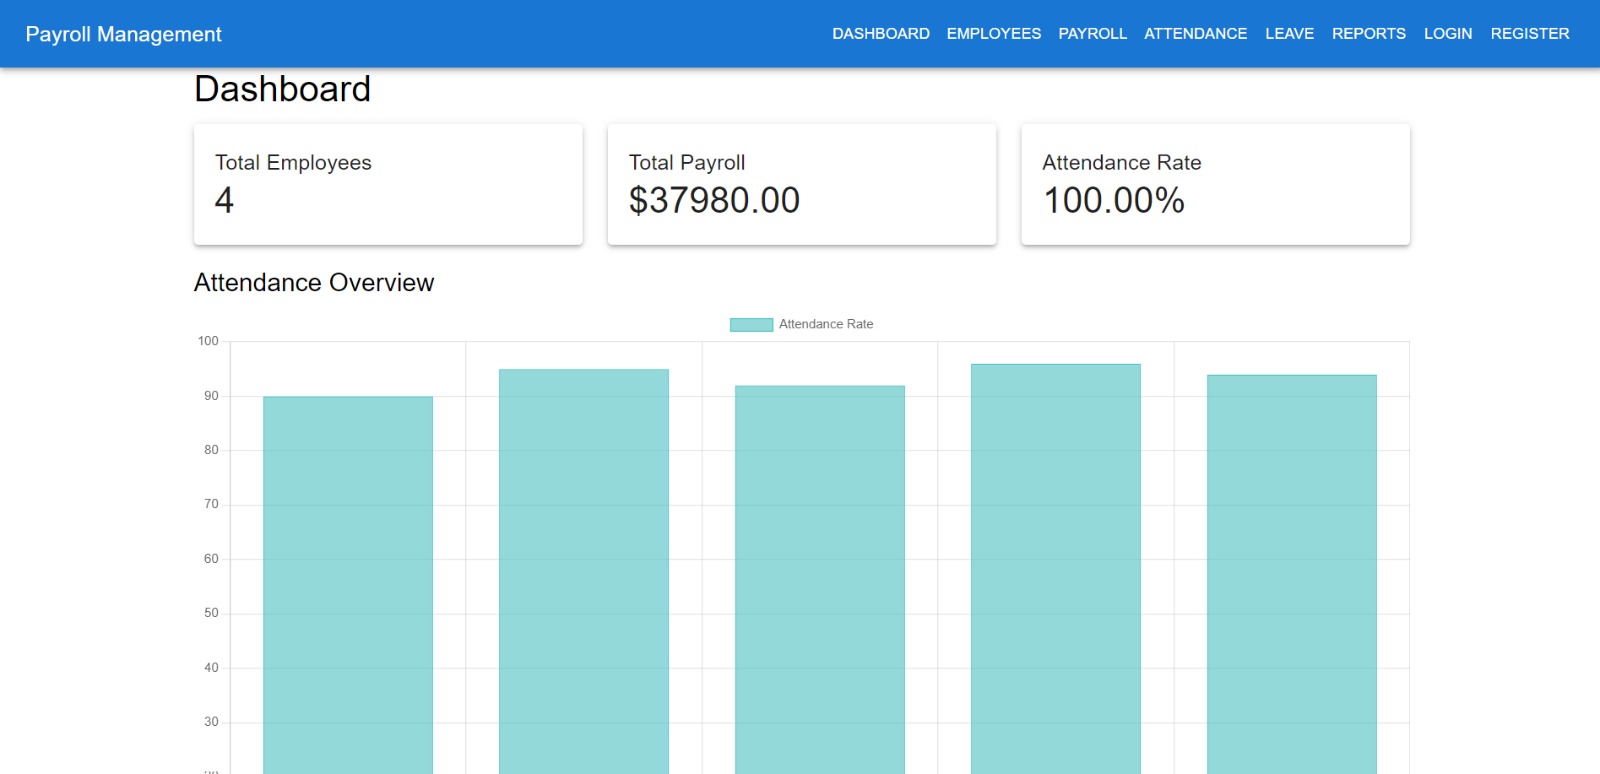 Payroll Management
DASHBOARD EMPLOYEES PAYROLL ATTENDANCE LEAVE REPORTS LOGIN REGISTER
Dashboard
Total Employees
4
Total Payroll
$37980.00
Attendance Rate
100.00%
Attendance Overview
Attendance Rate
100
90
80
70
60
50
40
30